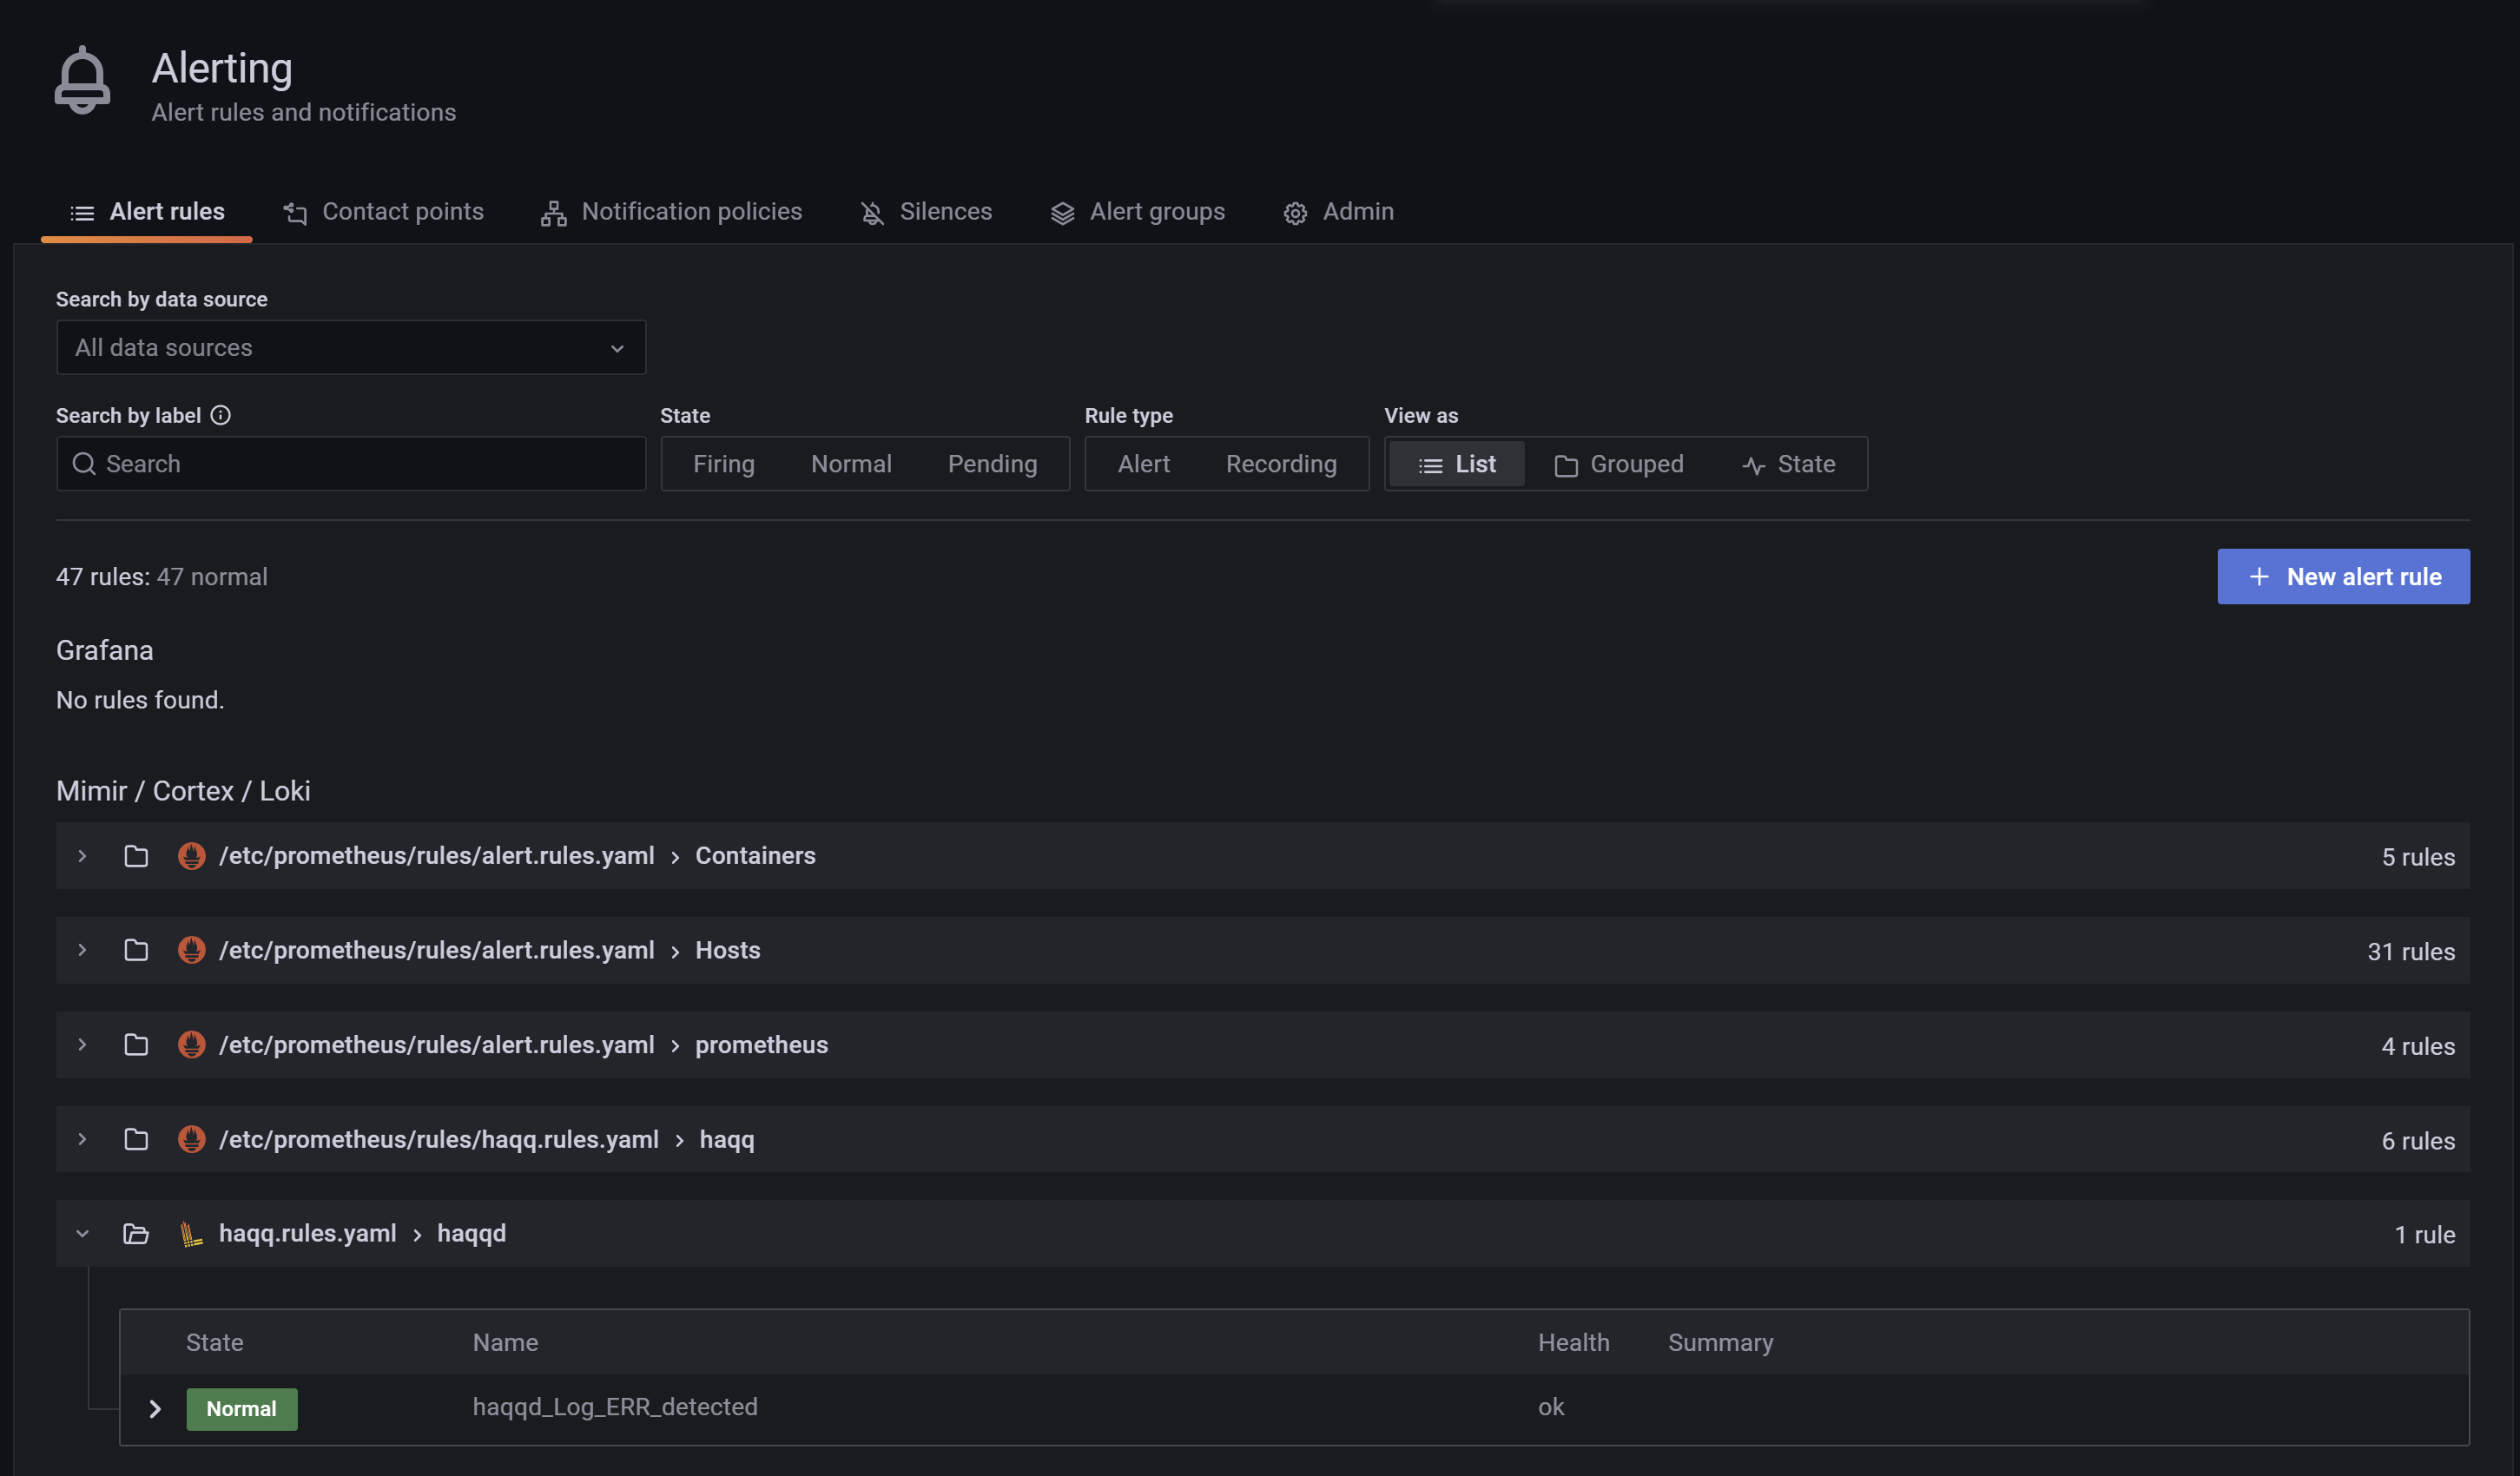 Alerting
Alert rules and notifications
Alert rules Contact points Notification policies Silences Alert groups Admin
Search by data source
All data sources
Search by label State Rule type View as
Search Firing Normal Pending Alert Recording List Grouped State
47 rules: 47 normal New alert rule
Grafana
No rules found.
Mimir / Cortex / Loki
/etc/prometheus/rules/alert.rules.yaml > Containers 5 rules
/etc/prometheus/rules/alert.rules.yaml > Hosts 31 rules
/etc/prometheus/rules/alert.rules.yaml > prometheus 4 rules
/etc/prometheus/rules/haqq.rules.yaml > haqq 6 rules
haqq.rules.yaml > haqqd 1 rule
State Name Health Summary
Normal haqqd_Log_ERR_detected ok